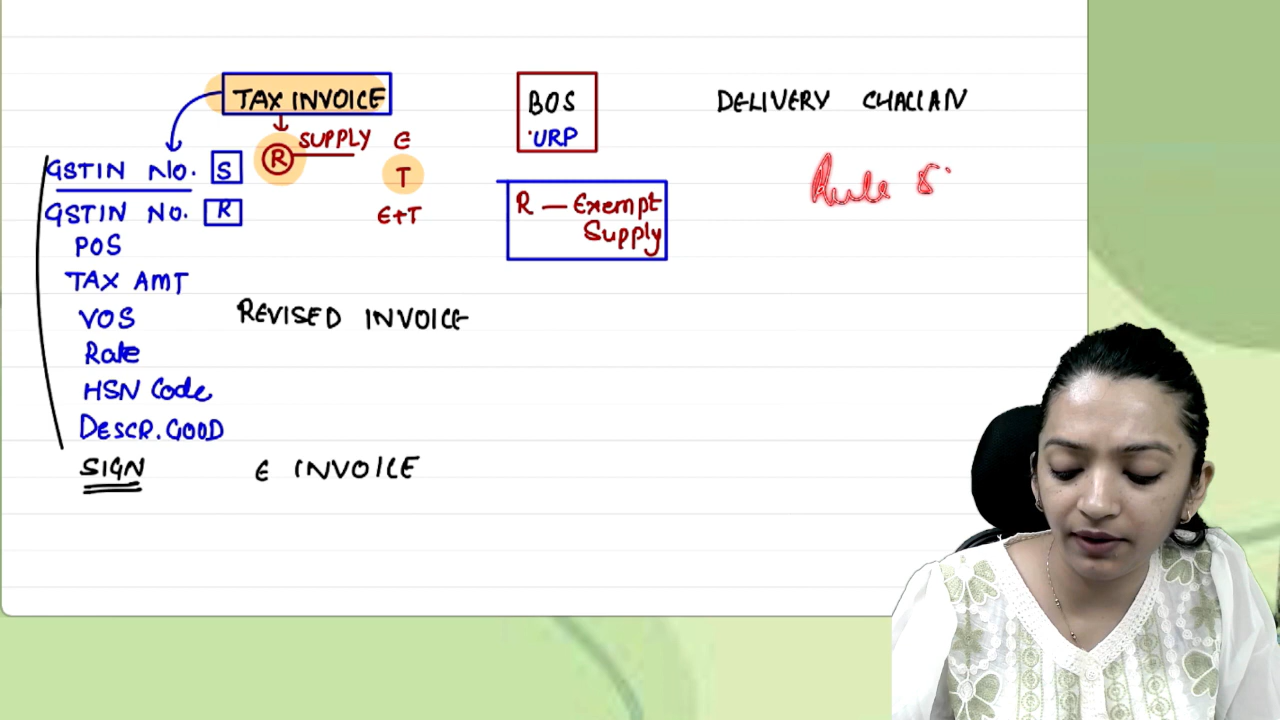 TAX INVOICE
R SUPPLY E
T
E+T
GSTIN NO. S
GSTIN NO. R
POS
TAX AMT
VOS
Rate
HSN Code
DESCR. GOOD
SIGN
REVISED INVOICE
E INVOICE
BOS
URP
R — Exempt
Supply
DELIVERY CHALLAN
Rule 5